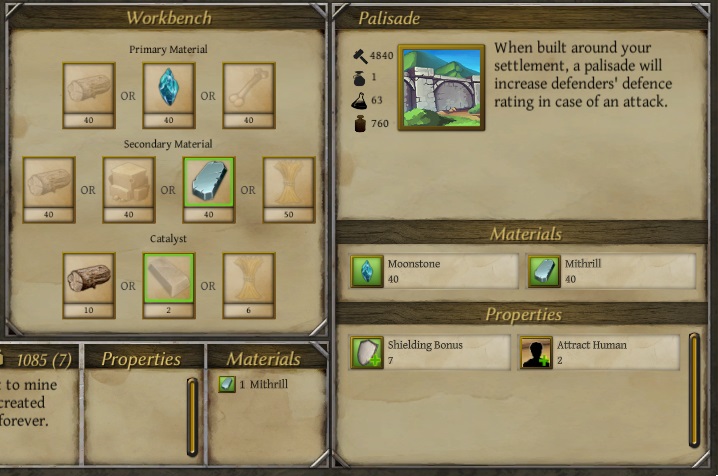 Workbench
Primary Material
40 OR 40 OR 40
Secondary Material
OR OR OR
40 40 40 50
Catalyst
OR OR
10 2 6
1085 (7)
t to mine
created
forever.
Properties
Materials
1 Mithrill
Palisade
4840
1
63
760
When built around your
settlement, a palisade will
increase defenders' defence
rating in case of an attack.
Materials
Moonstone
40
Mithrill
40
Properties
Shielding Bonus
7
Attract Human
2